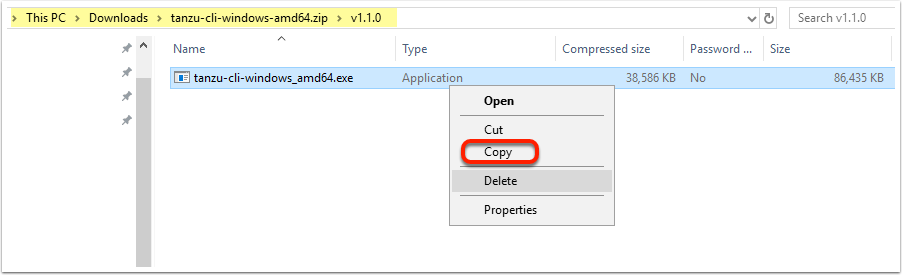 This PC > Downloads > tanzu-cli-windows-amd64.zip > v1.1.0 Search v1.1.0
Name Type Compressed size Password ... Size
tanzu-cli-windows_amd64.exe Application 38,586 KB No 86,435 KB
Open
Cut
Copy
Delete
Properties